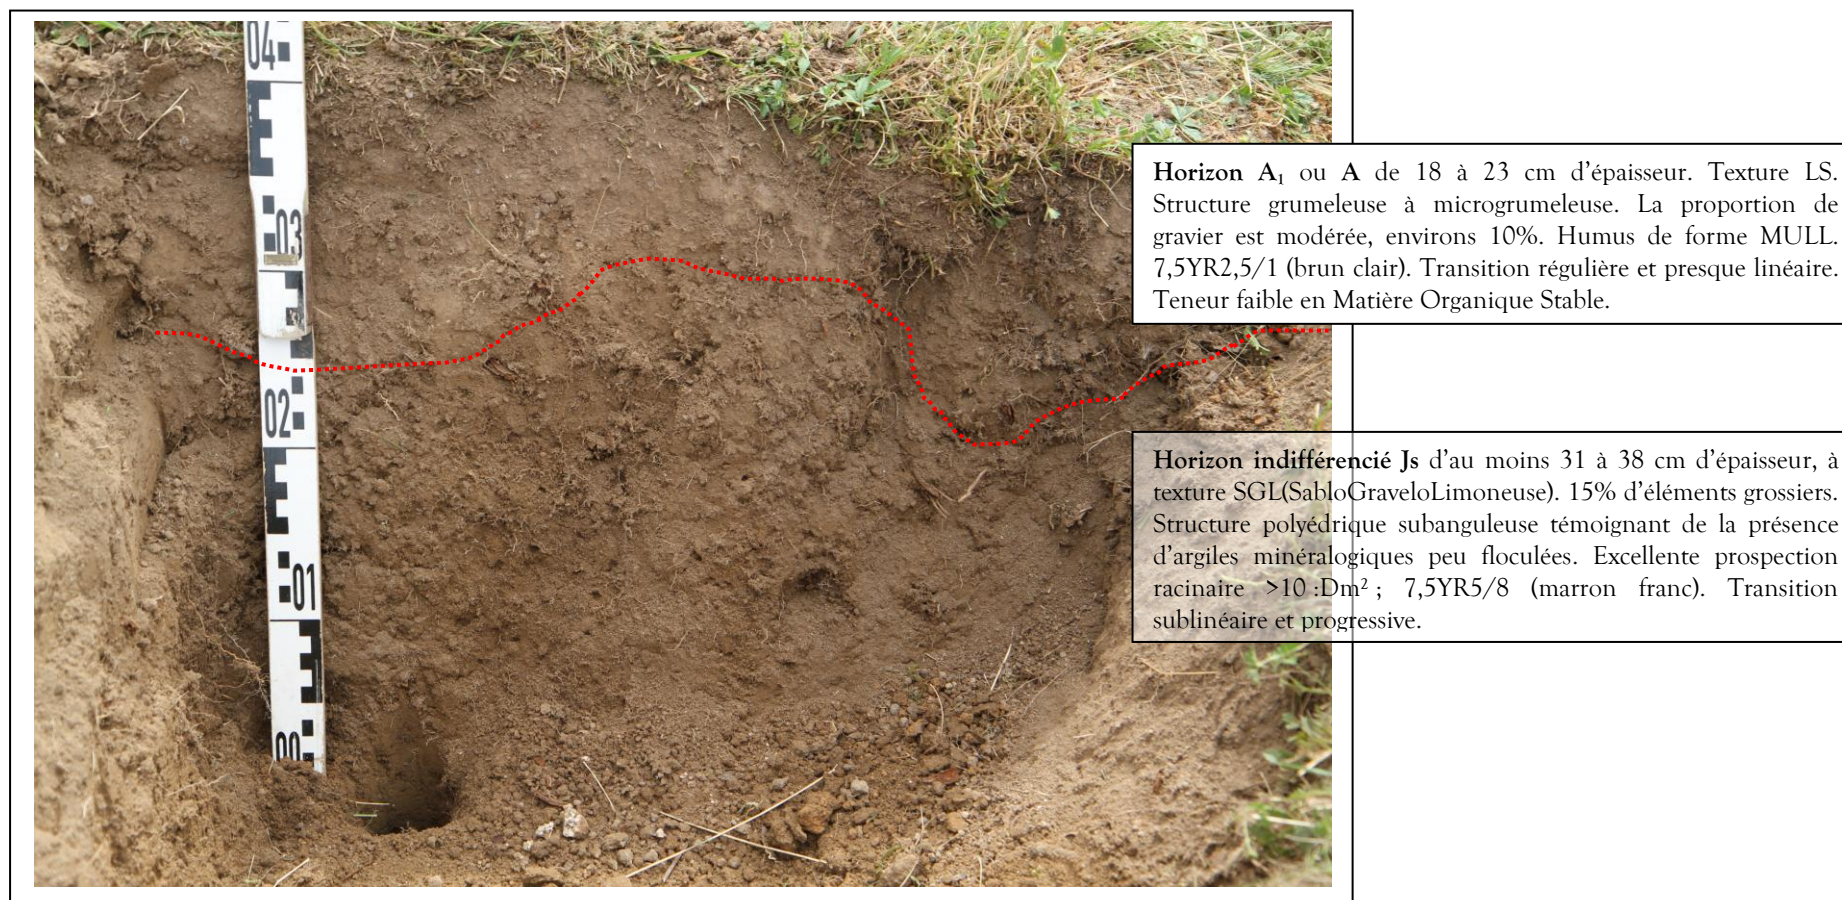 04
03
02
01
00
Horizon A₁ ou A de 18 à 23 cm d'épaisseur. Texture LS.
Structure grumeleuse à microgrumeleuse. La proportion de
gravier est modérée, environs 10%. Humus de forme MULL.
7,5YR2,5/1 (brun clair). Transition régulière et presque linéaire.
Teneur faible en Matière Organique Stable.
Horizon indifférencié Js d'au moins 31 à 38 cm d'épaisseur, à
texture SGL(SabloGraveloLimoneuse). 15% d'éléments grossiers.
Structure polyédrique subanguleuse témoignant de la présence
d'argiles minéralogiques peu floculées. Excellente prospection
racinaire >10 :Dm² ; 7,5YR5/8 (marron franc). Transition
sublinéaire et progressive.